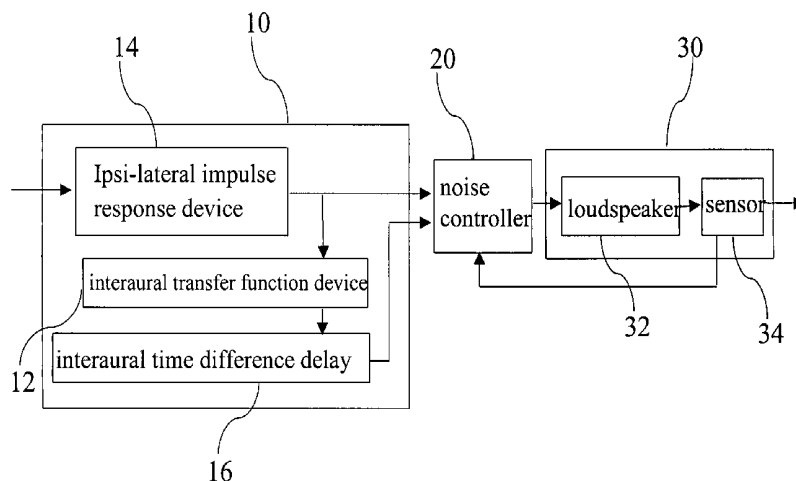 10
14
20
30
Ipsi-lateral impulse
response device
noise
controller
loudspeaker
sensor
interaural transfer function device
12
interaural time difference delay
32
34
16